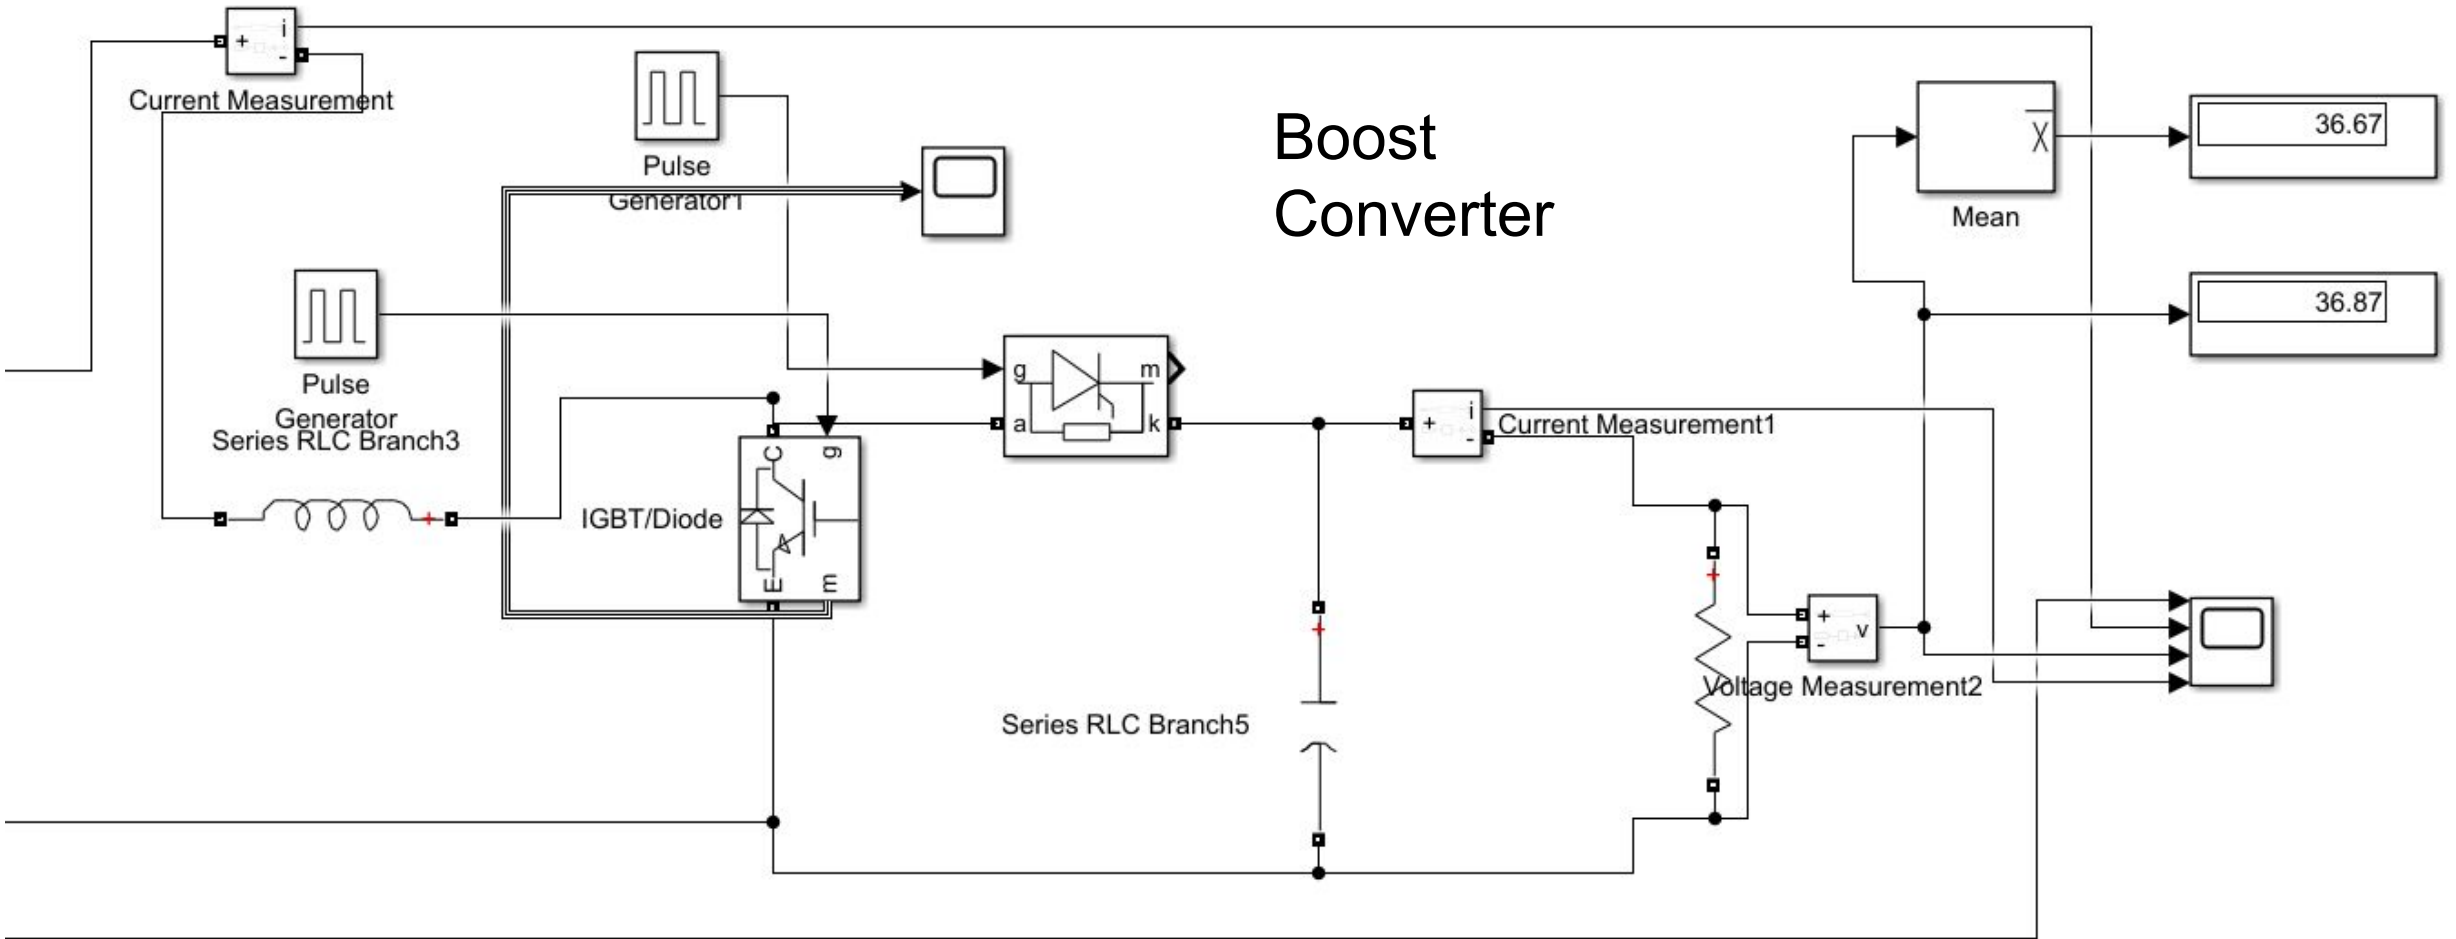 +
i
-
Current Measurement
Pulse
Generator1
Boost
Converter
X
Mean
36.67
36.87
Pulse
Generator
Series RLC Branch3
+
IGBT/Diode
C
g
E
m
g
m
a
k
+
i
-
Current Measurement1
+
Series RLC Branch5
+
+
-
v
Voltage Measurement2